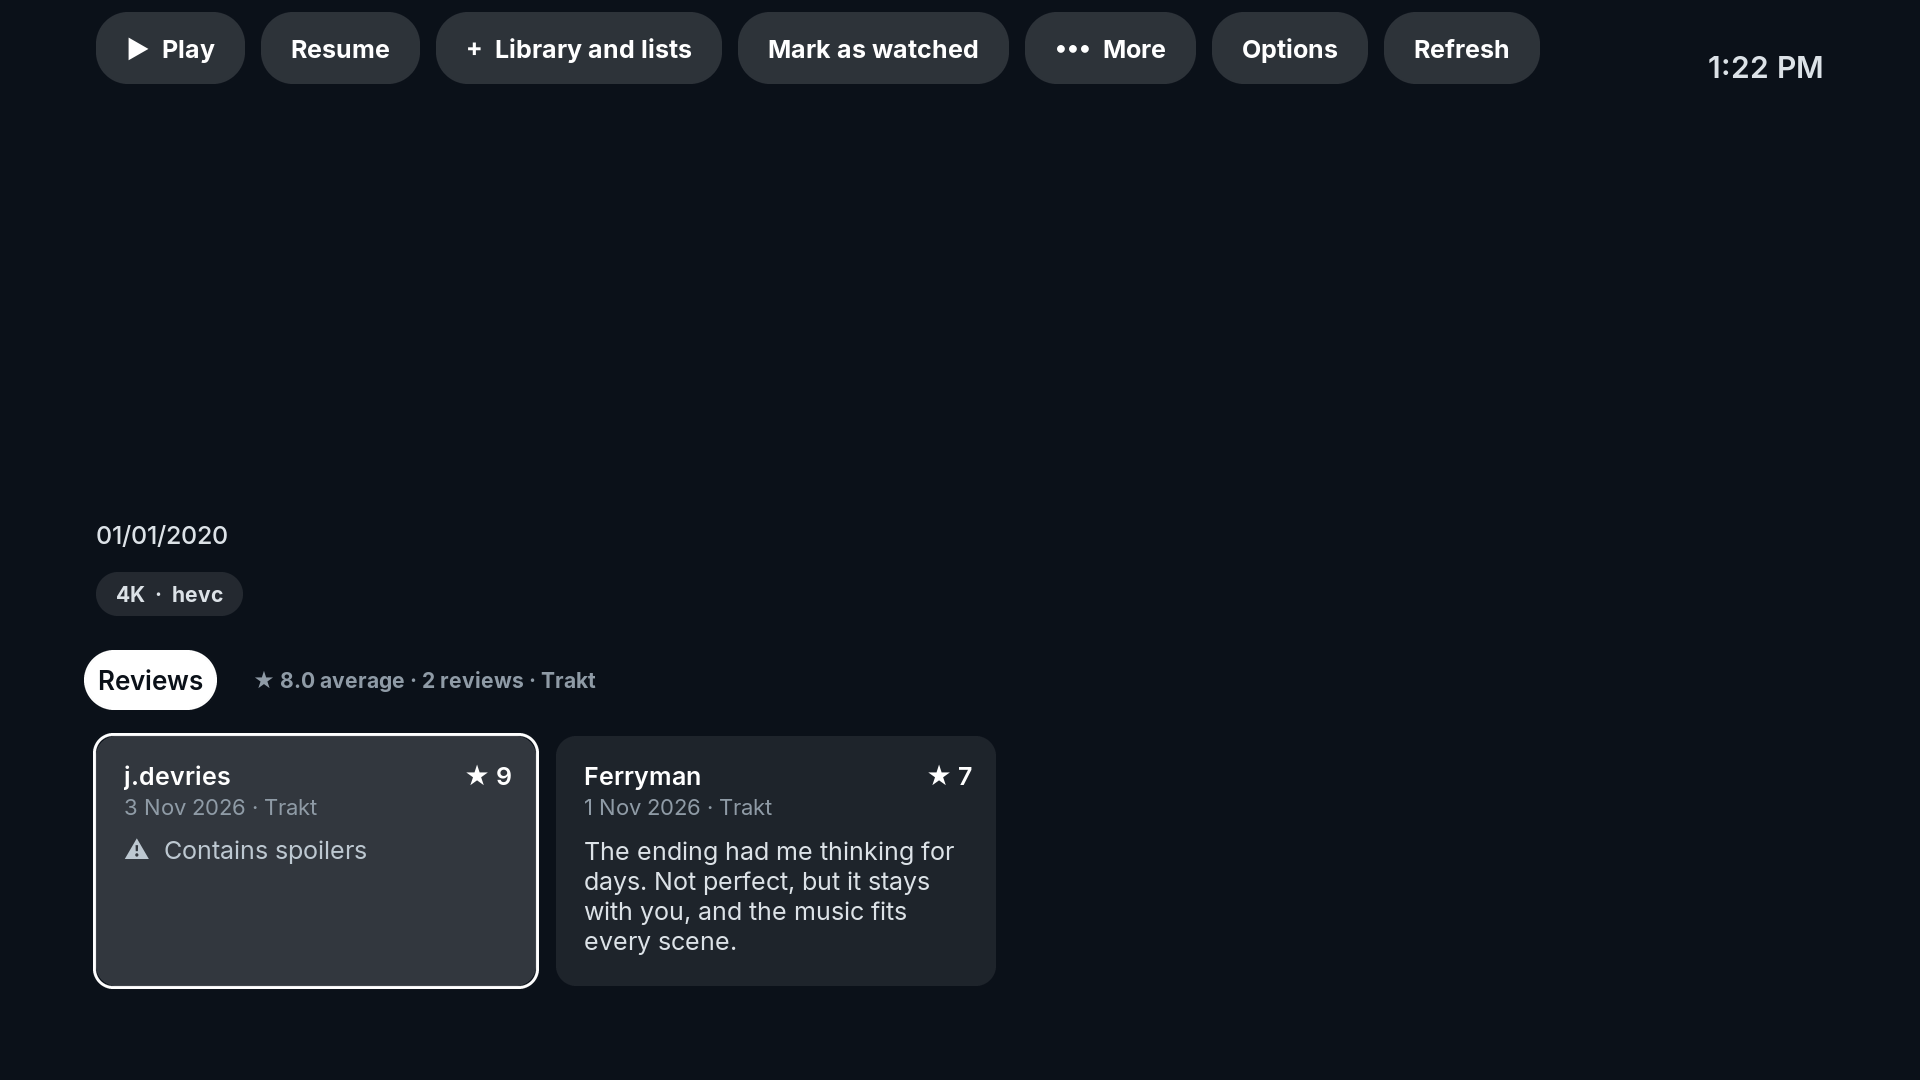 ▶ Play Resume + Library and lists Mark as watched ••• More Options Refresh
1:22 PM
01/01/2020
4K · hevc
Reviews ★ 8.0 average · 2 reviews · Trakt
j.devries ★ 9
3 Nov 2026 · Trakt
⚠ Contains spoilers
Ferryman ★ 7
1 Nov 2026 · Trakt
The ending had me thinking for
days. Not perfect, but it stays
with you, and the music fits
every scene.